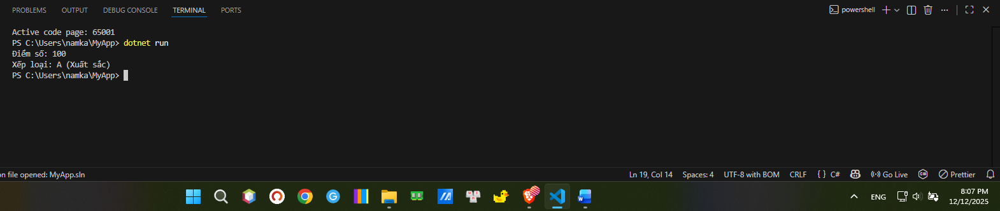 PROBLEMS OUTPUT DEBUG CONSOLE TERMINAL PORTS powershell
Active code page: 65001
PS C:\Users\namka\MyApp> dotnet run
Điểm số: 100
Xếp loại: A (Xuất sắc)
PS C:\Users\namka\MyApp>
on file opened: MyApp.sln Ln 19, Col 14 Spaces: 4 UTF-8 with BOM CRLF { } C# Go Live C# Prettier
ENG 8:07 PM
12/12/2025